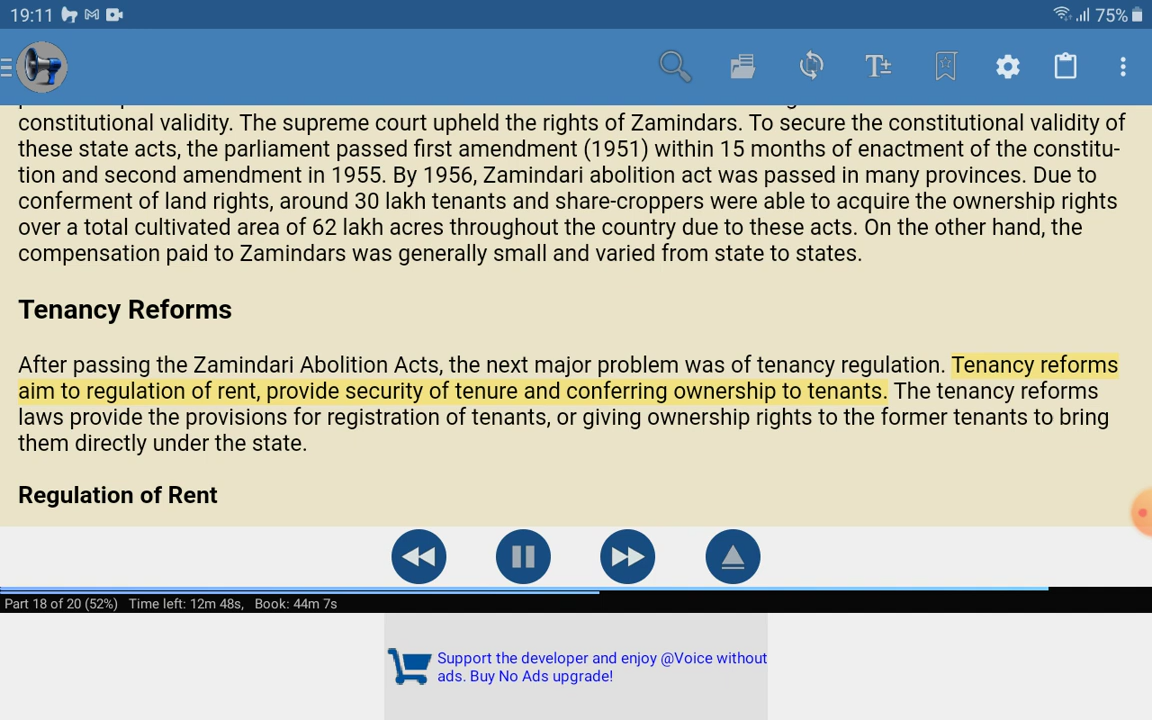 19:11
75%
constitutional validity. The supreme court upheld the rights of Zamindars. To secure the constitutional validity of
these state acts, the parliament passed first amendment (1951) within 15 months of enactment of the constitu-
tion and second amendment in 1955. By 1956, Zamindari abolition act was passed in many provinces. Due to
conferment of land rights, around 30 lakh tenants and share-croppers were able to acquire the ownership rights
over a total cultivated area of 62 lakh acres throughout the country due to these acts. On the other hand, the
compensation paid to Zamindars was generally small and varied from state to states.
Tenancy Reforms
After passing the Zamindari Abolition Acts, the next major problem was of tenancy regulation. Tenancy reforms
aim to regulation of rent, provide security of tenure and conferring ownership to tenants. The tenancy reforms
laws provide the provisions for registration of tenants, or giving ownership rights to the former tenants to bring
them directly under the state.
Regulation of Rent
Part 18 of 20 (52%) Time left: 12m 48s, Book: 44m 7s
Support the developer and enjoy @Voice without
ads. Buy No Ads upgrade!